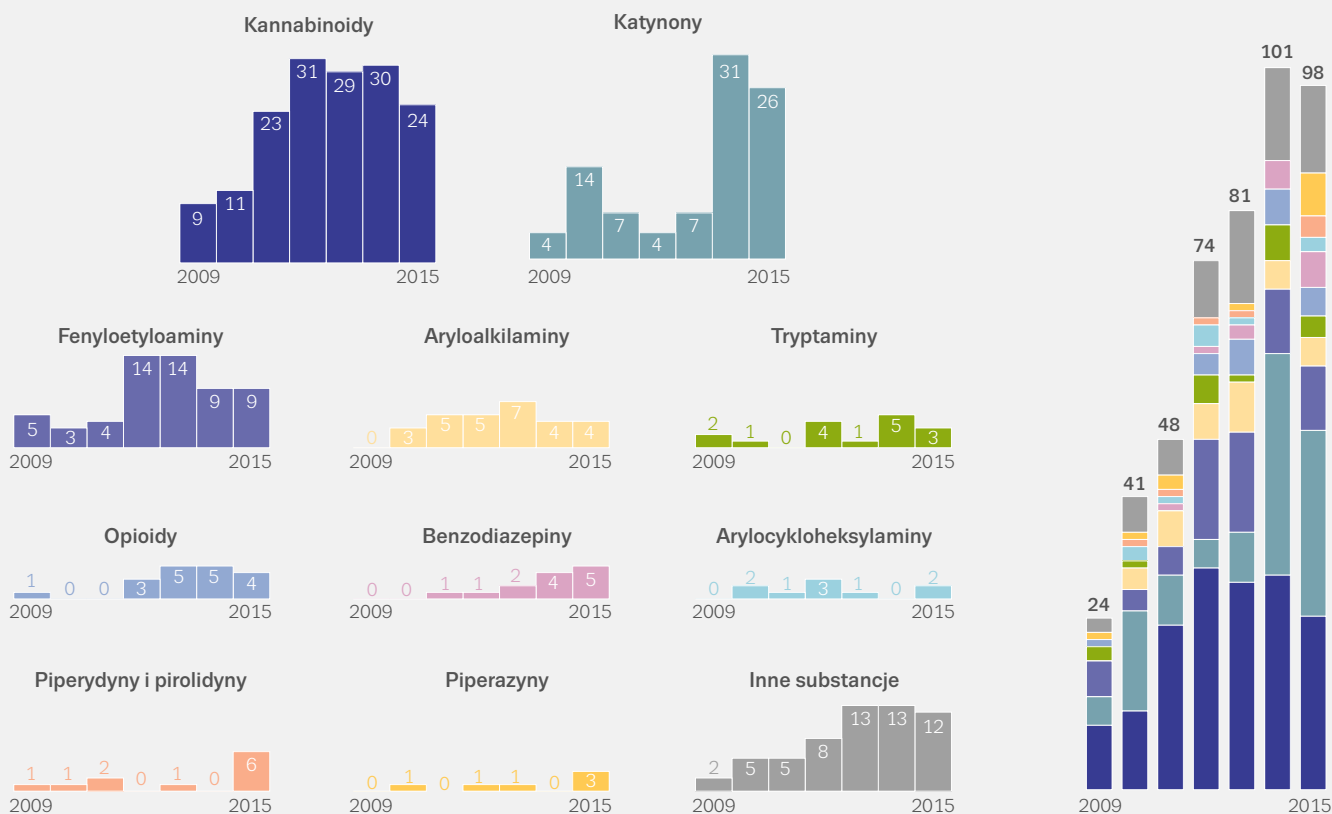 Kannabinoidy
9 11 23 31 29 30 24
2009 2015
Katynony
4 14 7 4 7 31 26
2009 2015
Fenyloetyloaminy
5 3 4 14 14 9 9
2009 2015
Aryloalkilaminy
0 3 5 5 7 4 4
2009 2015
Tryptaminy
2 1 0 4 1 5 3
2009 2015
Opioidy
1 0 0 3 5 5 4
2009 2015
Benzodiazepiny
0 0 1 1 2 4 5
2009 2015
Arylocykloheksylaminy
0 2 1 3 1 0 2
2009 2015
Piperydyny i pirolidyny
1 1 2 0 1 0 6
2009 2015
Piperazyny
0 1 0 1 1 0 3
2009 2015
Inne substancje
2 5 5 8 13 13 12
2009 2015
24 41 48 74 81 101 98
2009 2015